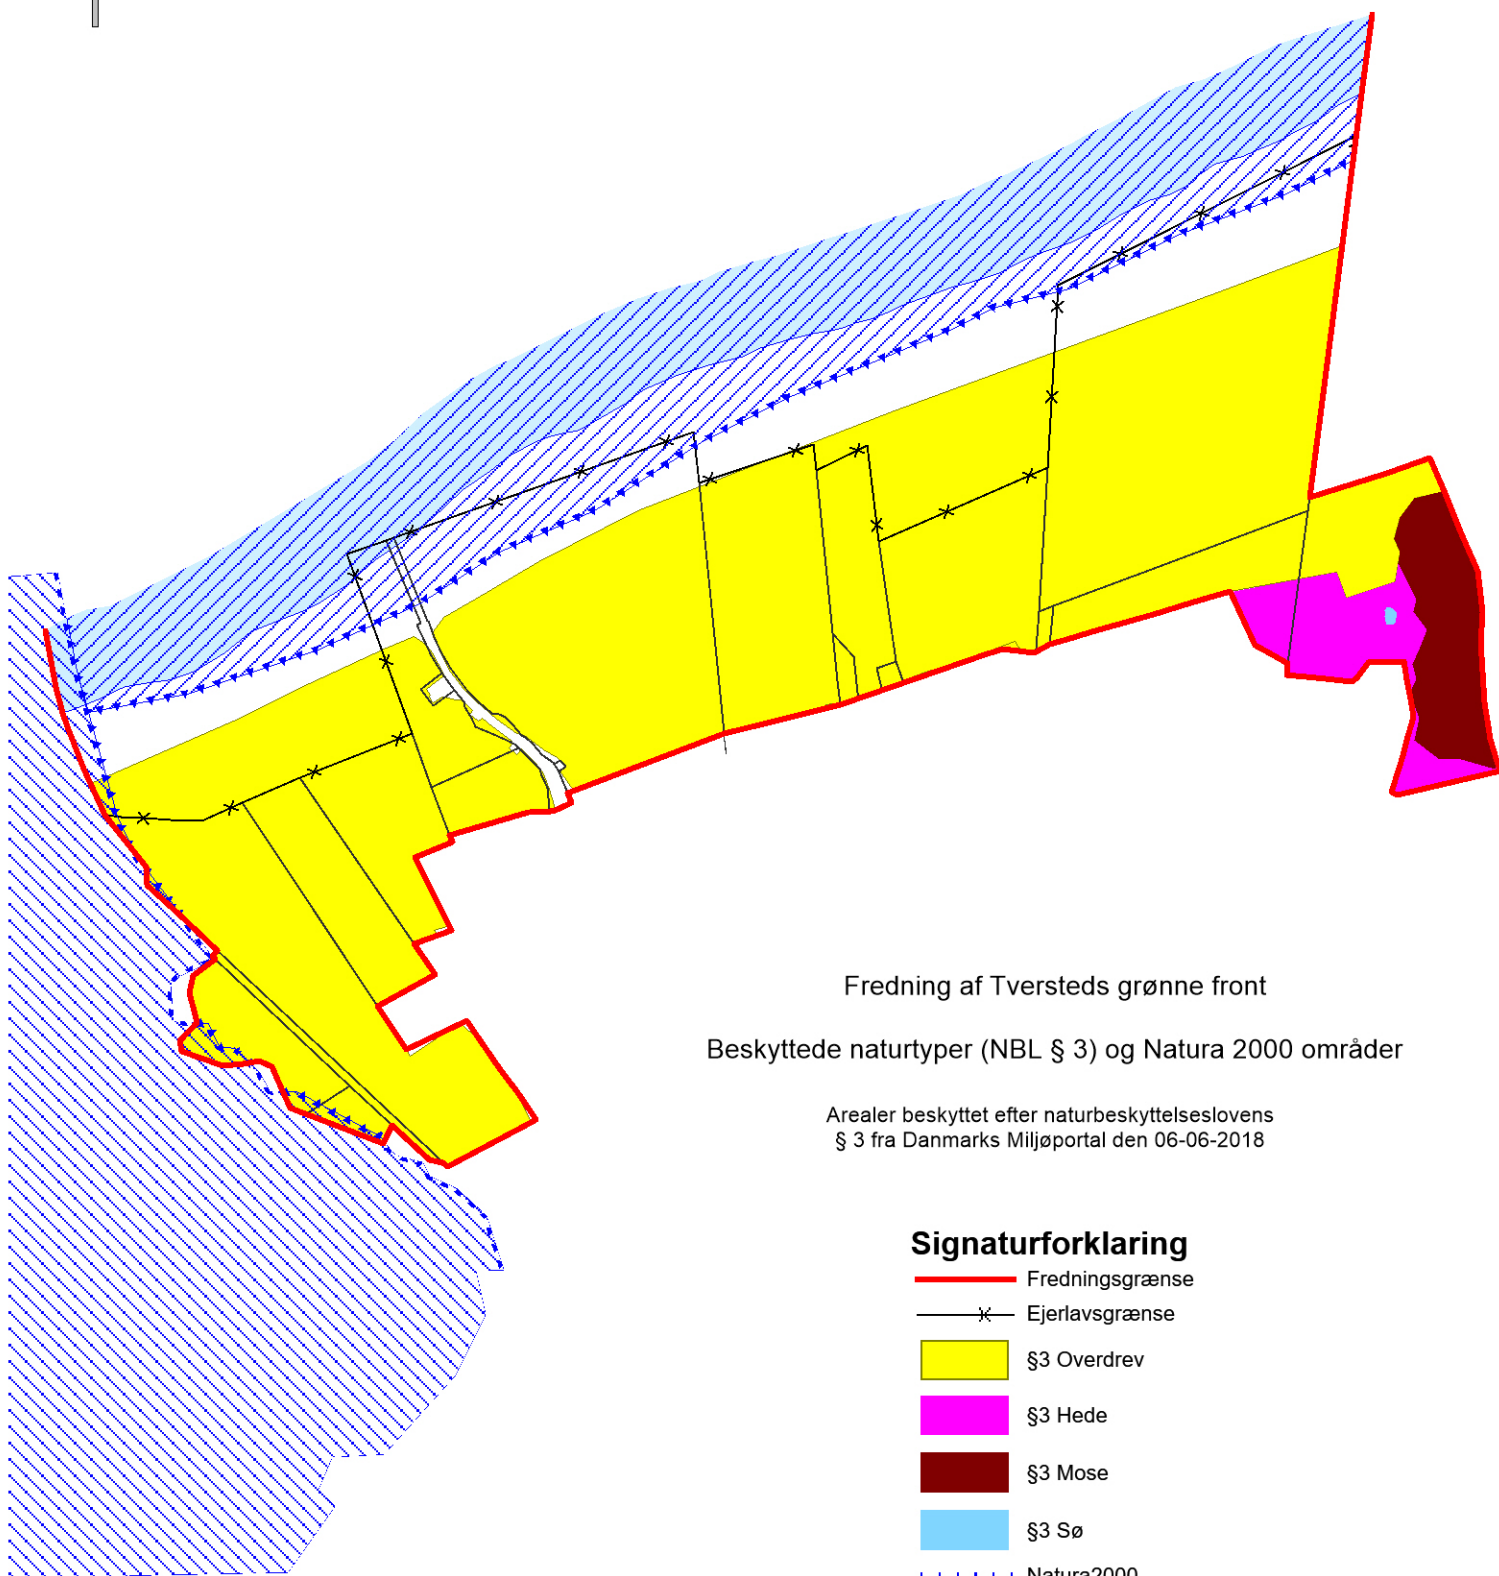 Fredning af Tversteds grønne front
Beskyttede naturtyper (NBL § 3) og Natura 2000 områder
Arealer beskyttet efter naturbeskyttelseslovens
§ 3 fra Danmarks Miljøportal den 06-06-2018
Signaturforklaring
Fredningsgrænse
Ejerlavsgrænse
§3 Overdrev
§3 Hede
§3 Mose
§3 Sø
Natura2000